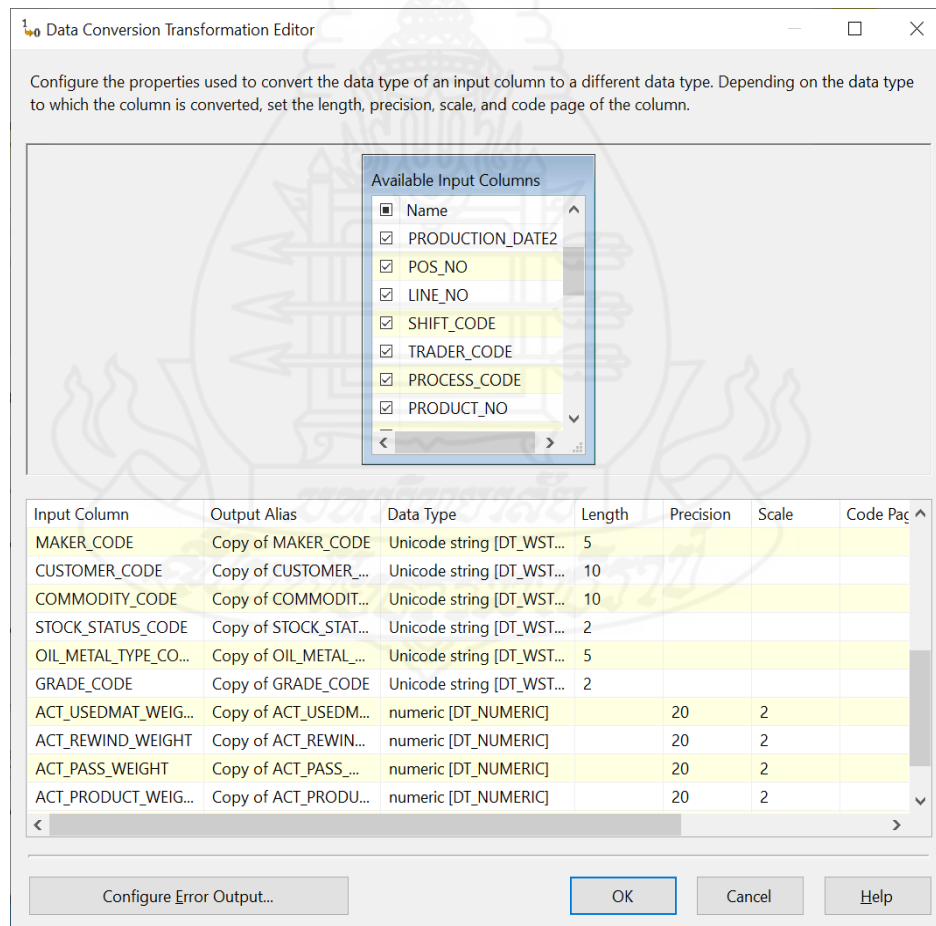 Data Conversion Transformation Editor
Configure the properties used to convert the data type of an input column to a different data type. Depending on the data type
to which the column is converted, set the length, precision, scale, and code page of the column.
Available Input Columns
Name
PRODUCTION_DATE2
POS_NO
LINE_NO
SHIFT_CODE
TRADER_CODE
PROCESS_CODE
PRODUCT_NO
Input Column Output Alias Data Type Length Precision Scale Code Pag
MAKER_CODE Copy of MAKER_CODE Unicode string [DT_WST... 5
CUSTOMER_CODE Copy of CUSTOMER_... Unicode string [DT_WST... 10
COMMODITY_CODE Copy of COMMODIT... Unicode string [DT_WST... 10
STOCK_STATUS_CODE Copy of STOCK_STAT... Unicode string [DT_WST... 2
OIL_METAL_TYPE_CO... Copy of OIL_METAL_... Unicode string [DT_WST... 5
GRADE_CODE Copy of GRADE_CODE Unicode string [DT_WST... 2
ACT_USEDMAT_WEIG... Copy of ACT_USEDM... numeric [DT_NUMERIC] 20 2
ACT_REWIND_WEIGHT Copy of ACT_REWIN... numeric [DT_NUMERIC] 20 2
ACT_PASS_WEIGHT Copy of ACT_PASS_... numeric [DT_NUMERIC] 20 2
ACT_PRODUCT_WEIG... Copy of ACT_PRODU... numeric [DT_NUMERIC] 20 2
Configure Error Output... OK Cancel Help